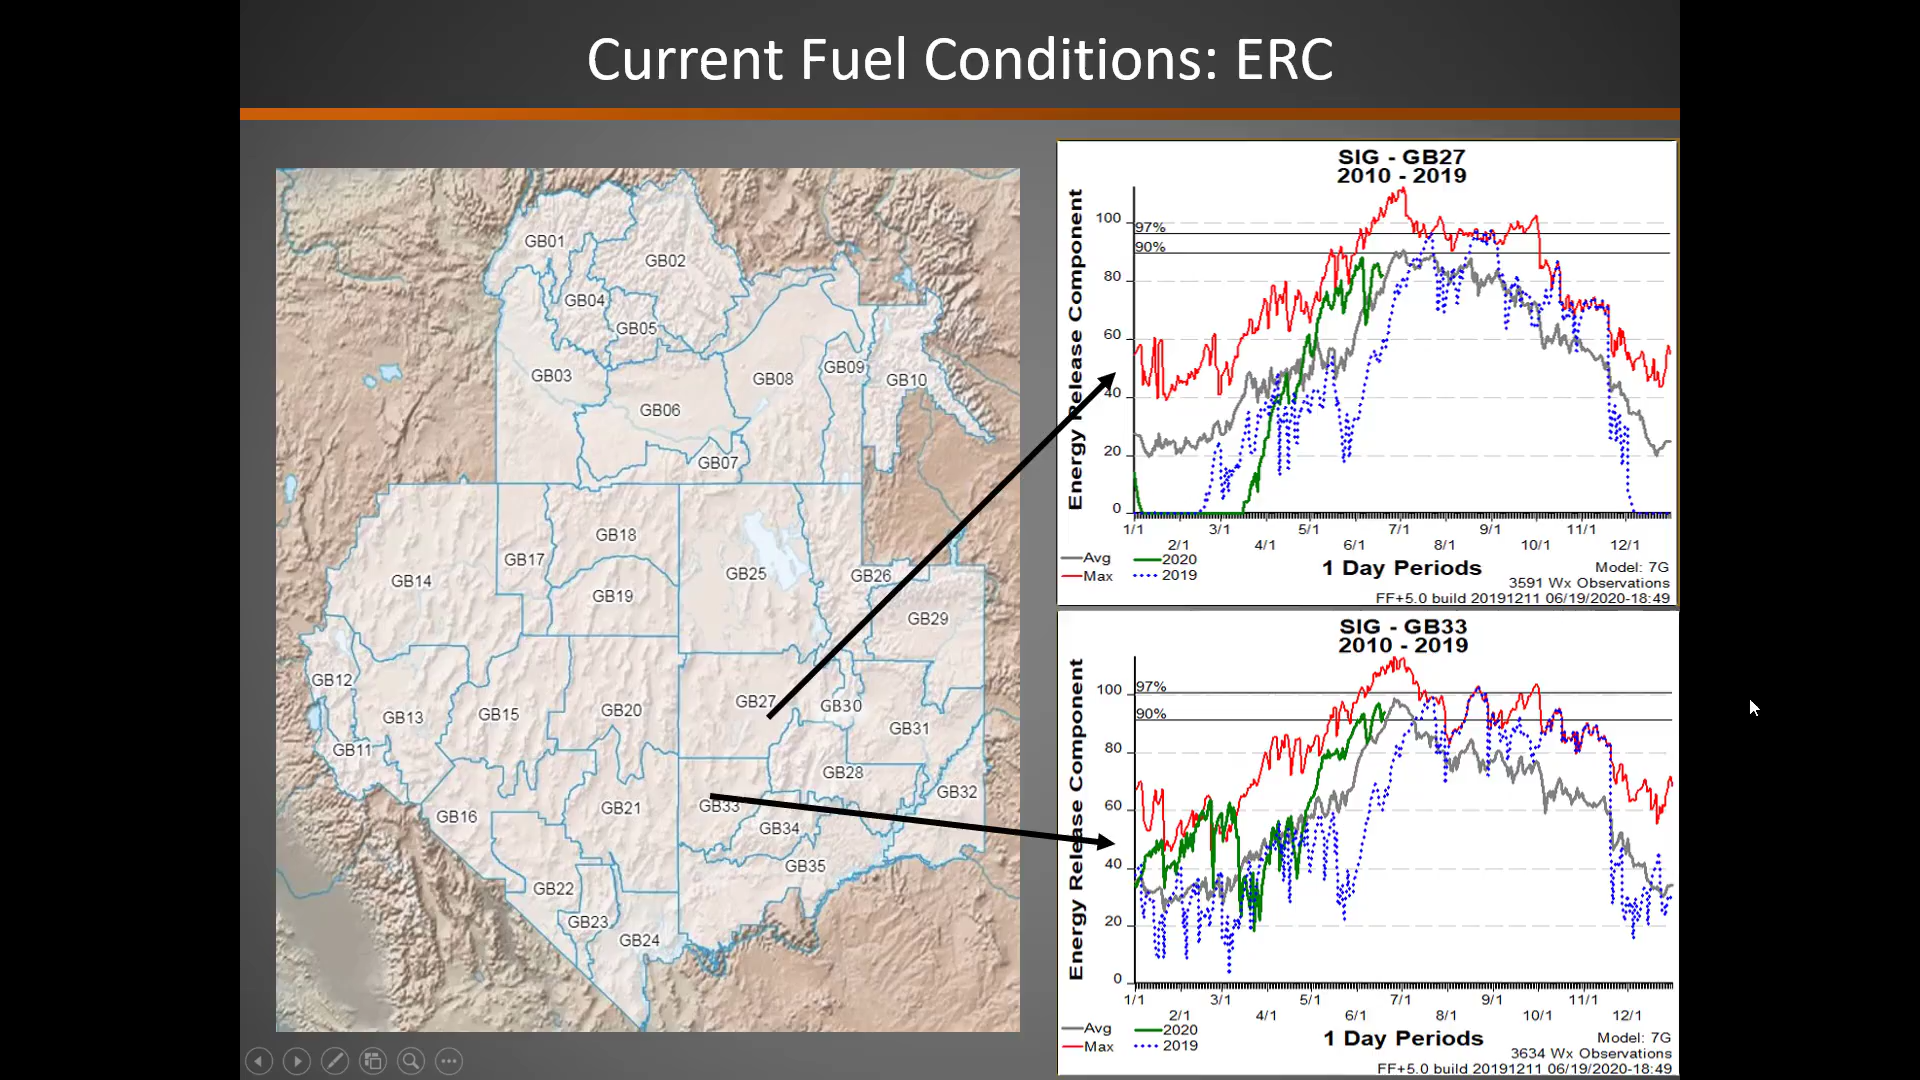 Current Fuel Conditions: ERC
GB01
GB02
GB04
GB05
GB03
GB08
GB09
GB10
GB06
GB07
GB18
GB17
GB14
GB25
GB26
GB19
GB29
GB12
GB13
GB15
GB20
GB27
GB30
GB31
GB11
GB28
GB32
GB16
GB21
GB33
GB34
GB35
GB22
GB23
GB24
SIG - GB27
2010 - 2019
Energy Release Component
100
97%
90%
80
60
40
20
0
1/1 3/1 5/1 7/1 9/1 11/1
2/1 4/1 6/1 8/1 10/1 12/1
Avg 2020
Max 2019
1 Day Periods
Model: 7G
3591 Wx Observations
FF+5.0 build 20191211 06/19/2020-18:49
SIG - GB33
2010 - 2019
Energy Release Component
97%
100
90%
80
60
40
20
0
1/1 3/1 5/1 7/1 9/1 11/1
2/1 4/1 6/1 8/1 10/1 12/1
Avg 2020
Max 2019
1 Day Periods
Model: 7G
3634 Wx Observations
FF+5.0 build 20191211 06/19/2020-18:49